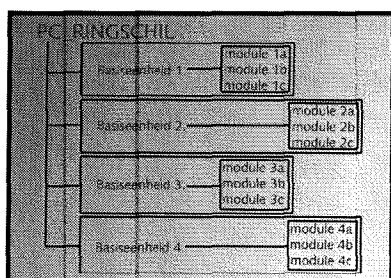 PC RINGSCHIL
module 1a
Basiseenheid 1 module 1b
module 1c
module 2a
Basiseenheid 2 module 2b
module 2c
module 3a
Basiseenheid 3 module 3b
module 3c
module 4a
Basiseenheid 4 module 4b
module 4c